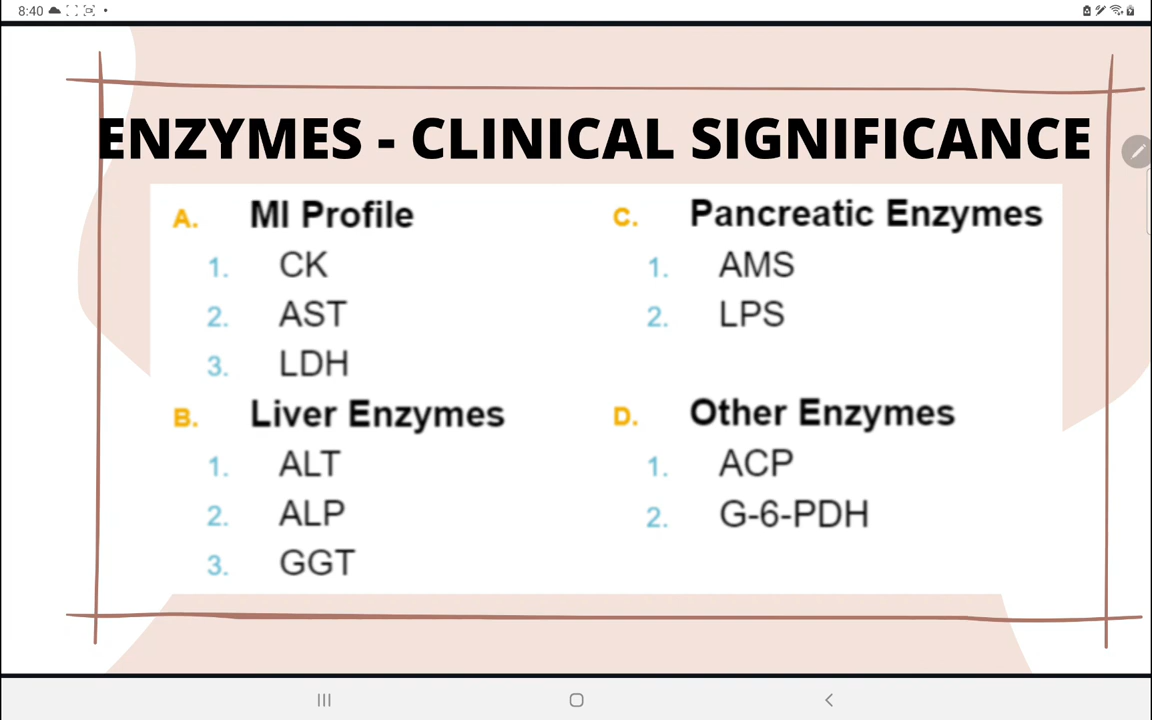 8:40
ENZYMES - CLINICAL SIGNIFICANCE
A. MI Profile
1. CK
2. AST
3. LDH
B. Liver Enzymes
1. ALT
2. ALP
3. GGT
C. Pancreatic Enzymes
1. AMS
2. LPS
D. Other Enzymes
1. ACP
2. G-6-PDH